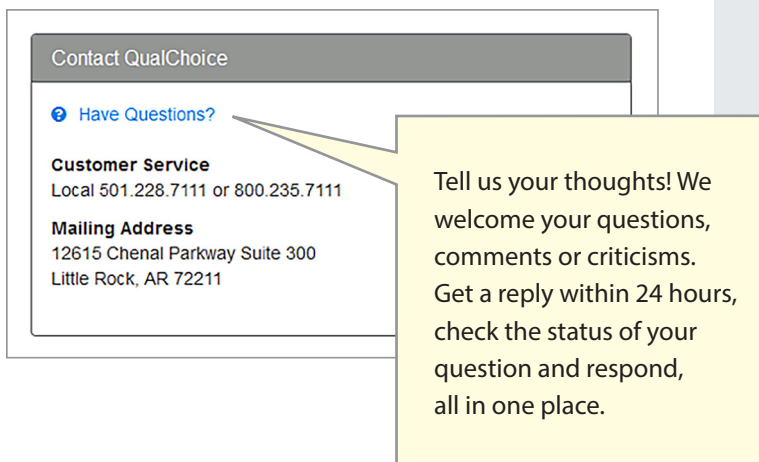 Contact QualChoice
Have Questions?
Customer Service
Local 501.228.7111 or 800.235.7111
Mailing Address
12615 Chenal Parkway Suite 300
Little Rock, AR 72211
Tell us your thoughts! We
welcome your questions,
comments or criticisms.
Get a reply within 24 hours,
check the status of your
question and respond,
all in one place.